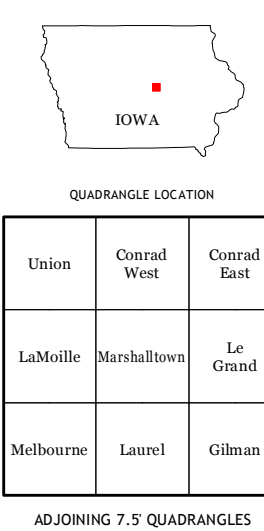 IOWA
QUADRANGLE LOCATION
Union
Conrad
West
Conrad
East
LaMoille
Marshalltown
Le
Grand
Melbourne
Laurel
Gilman
ADJOINING 7.5' QUADRANGLES